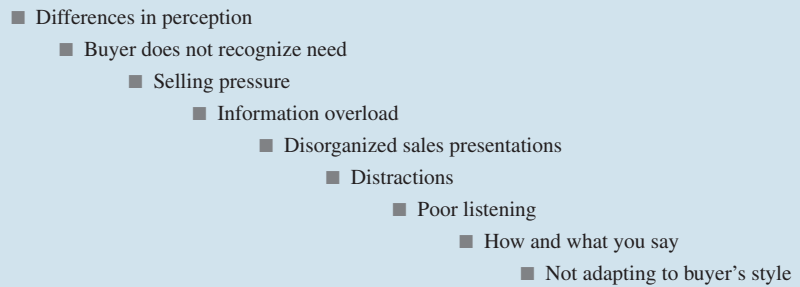 ■ Differences in perception
■ Buyer does not recognize need
■ Selling pressure
■ Information overload
■ Disorganized sales presentations
■ Distractions
■ Poor listening
■ How and what you say
■ Not adapting to buyer’s style